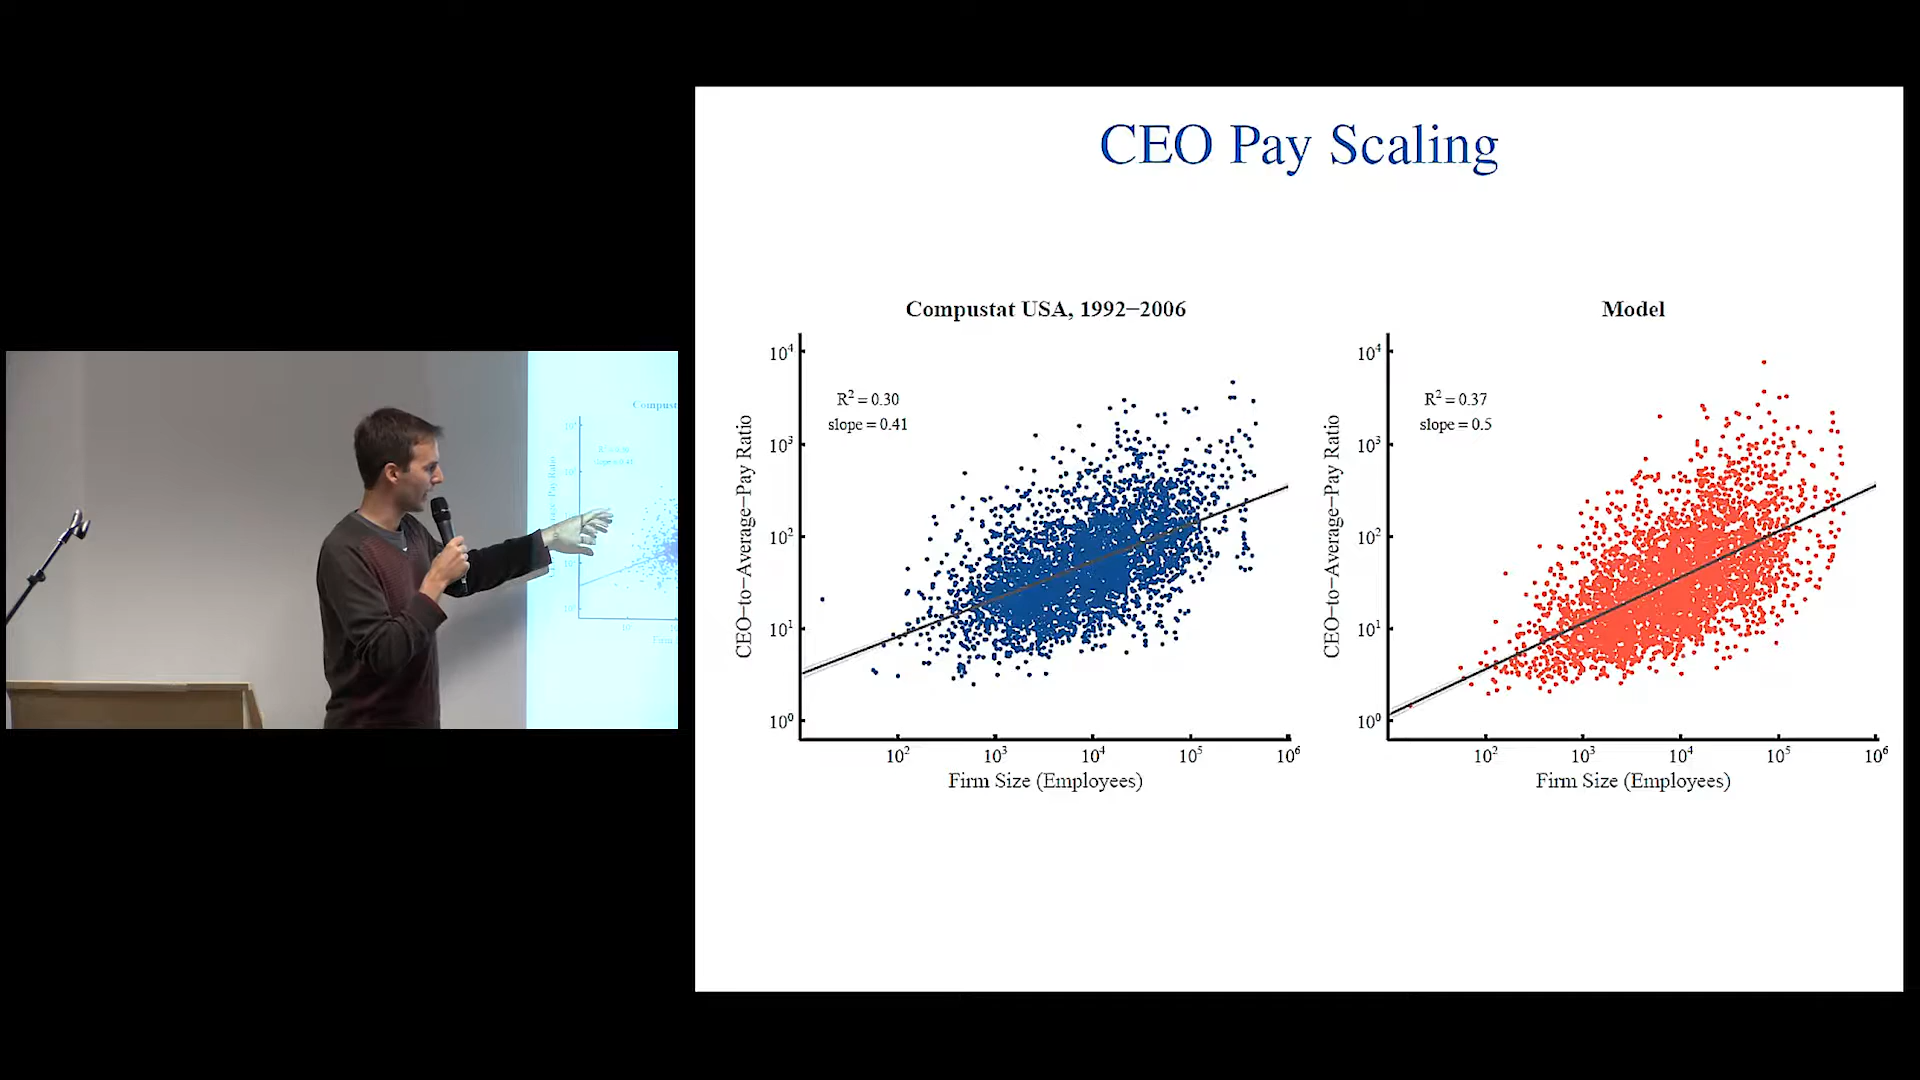 CEO Pay Scaling
Compustat USA, 1992−2006
CEO−to−Average−Pay Ratio
10⁴
10³
10²
10¹
10⁰
R² = 0.30
slope = 0.41
10²
10³
10⁴
10⁵
10⁶
Firm Size (Employees)
Model
CEO−to−Average−Pay Ratio
10⁴
10³
10²
10¹
10⁰
R² = 0.37
slope = 0.5
10²
10³
10⁴
10⁵
10⁶
Firm Size (Employees)